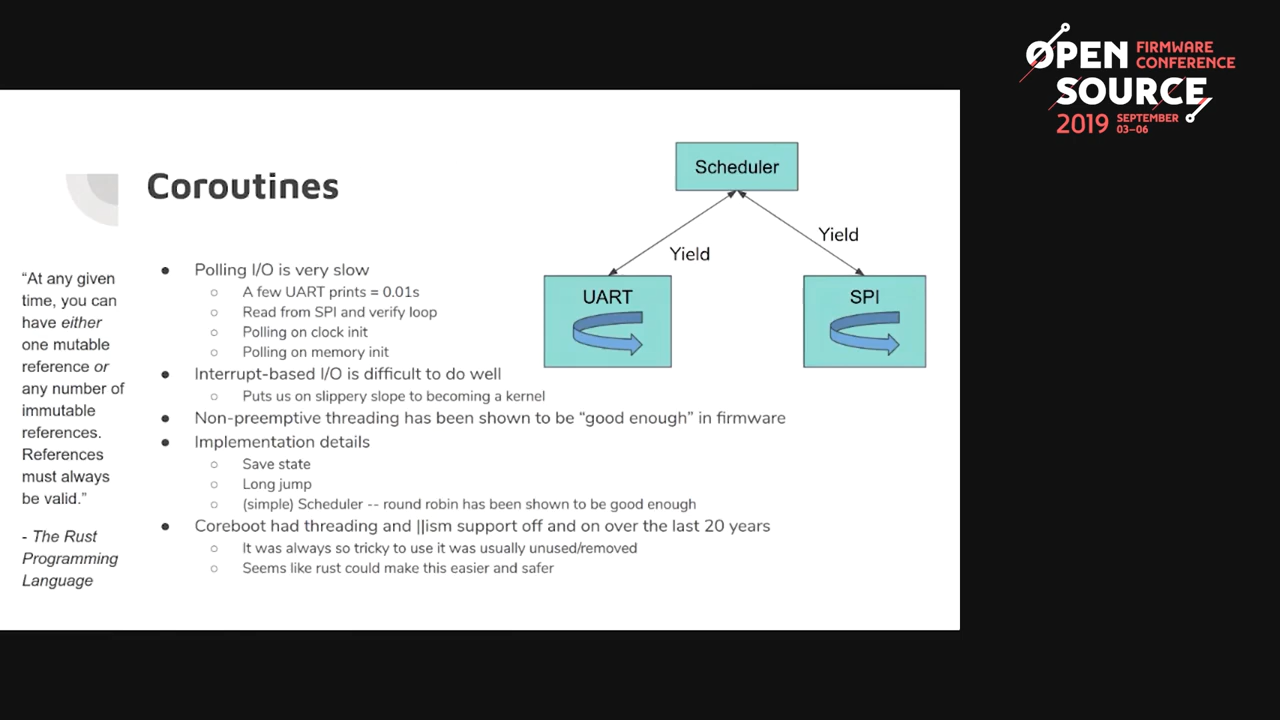 OPEN FIRMWARE
CONFERENCE
SOURCE
2019 SEPTEMBER
03–06
Coroutines
Scheduler
Yield
Yield
UART
SPI
“At any given
time, you can
have either
one mutable
reference or
any number of
immutable
references.
References
must always
be valid.”
- The Rust
Programming
Language
● Polling I/O is very slow
○ A few UART prints = 0.01s
○ Read from SPI and verify loop
○ Polling on clock init
○ Polling on memory init
● Interrupt-based I/O is difficult to do well
○ Puts us on slippery slope to becoming a kernel
● Non-preemptive threading has been shown to be “good enough” in firmware
● Implementation details
○ Save state
○ Long jump
○ (simple) Scheduler -- round robin has been shown to be good enough
● Coreboot had threading and ||ism support off and on over the last 20 years
○ It was always so tricky to use it was usually unused/removed
○ Seems like rust could make this easier and safer